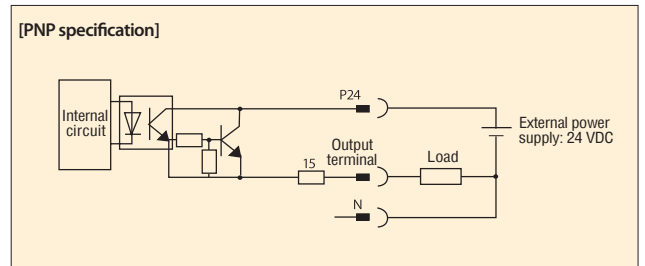 [PNP specification]
P24
Internal
circuit
External power
supply: 24 VDC
Output
terminal
Load
15
N